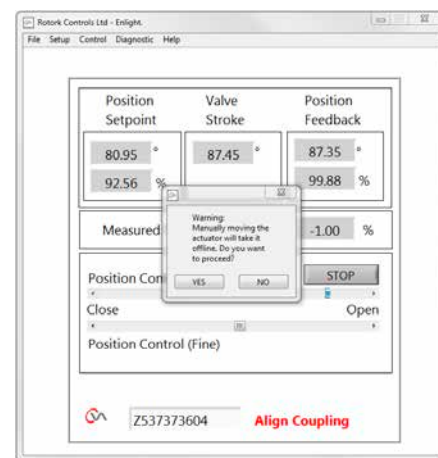 Rotork Controls Ltd - Enlight.
File Setup Control Diagnostic Help
Position Setpoint
Valve Stroke
Position Feedback
80.95 °
87.45 °
87.35 °
92.56 %
99.88 %
Warning:
Manually moving the
actuator will take it
offline. Do you want
to proceed?
YES NO
Measured
-1.00 %
Position Con
STOP
Close Open
Position Control (Fine)
Z537373604 Align Coupling